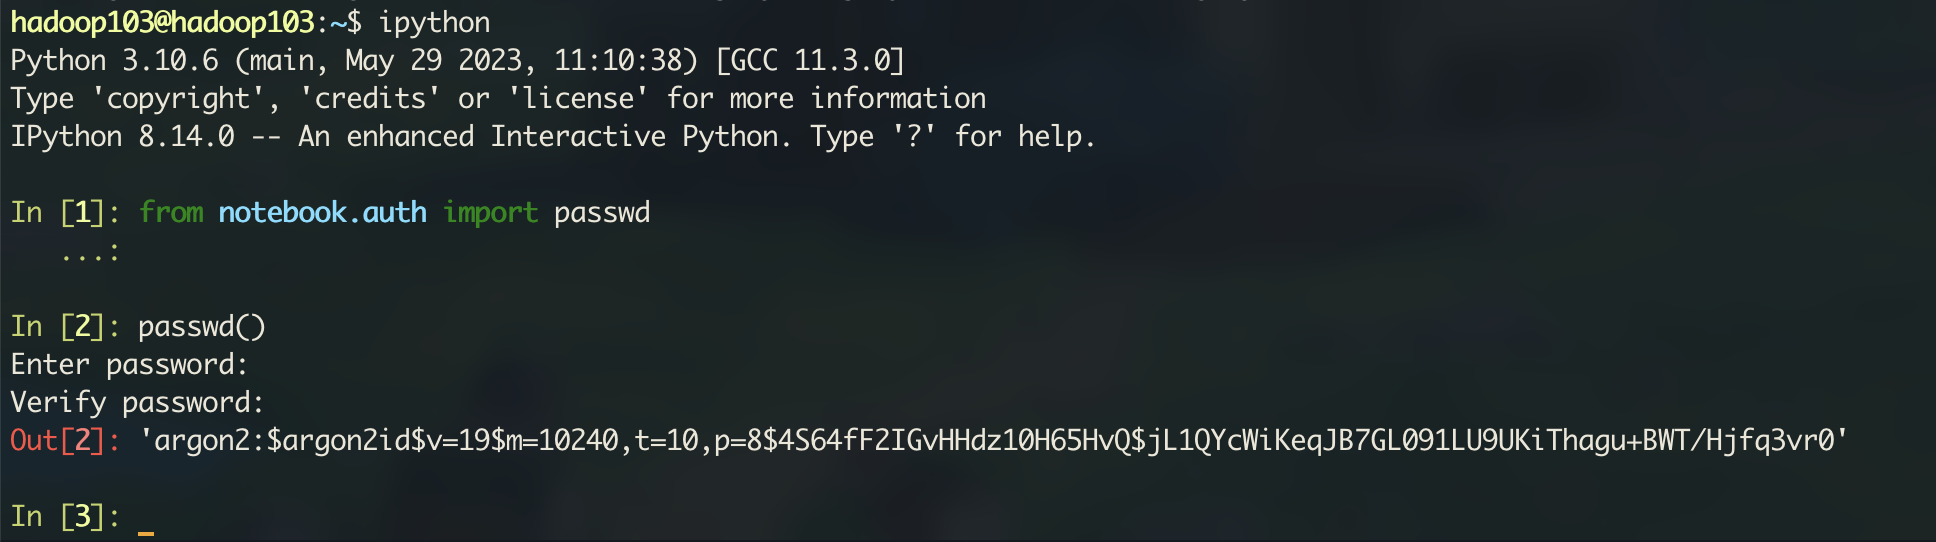 hadoop103@hadoop103:~$ ipython
Python 3.10.6 (main, May 29 2023, 11:10:38) [GCC 11.3.0]
Type 'copyright', 'credits' or 'license' for more information
IPython 8.14.0 -- An enhanced Interactive Python. Type '?' for help.
In [1]: from notebook.auth import passwd
...:
In [2]: passwd()
Enter password:
Verify password:
Out[2]: 'argon2:$argon2id$v=19$m=10240,t=10,p=8$4S64fF2IGvHHdz10H65HvQ$jL1QYcWiKeqJB7GL091LU9UKiThagu+BWT/Hjfq3vr0'
In [3]: